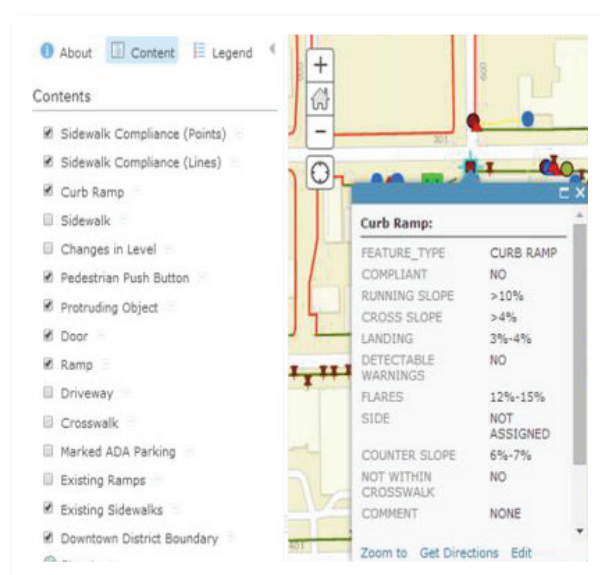 About Content Legend
Contents
Sidewalk Compliance (Points)
Sidewalk Compliance (Lines)
Curb Ramp
Sidewalk
Changes in Level
Pedestrian Push Button
Protruding Object
Door
Ramp
Driveway
Crosswalk
Marked ADA Parking
Existing Ramps
Existing Sidewalks
Downtown District Boundary
600
301
Curb Ramp:
FEATURE_TYPE CURB RAMP
COMPLIANT NO
RUNNING SLOPE >10%
CROSS SLOPE >4%
LANDING 3%-4%
DETECTABLE NO
WARNINGS
FLARES 12%-15%
SIDE NOT
ASSIGNED
COUNTER SLOPE 6%-7%
NOT WITHIN NO
CROSSWALK
COMMENT NONE
401
Zoom to Get Directions Edit